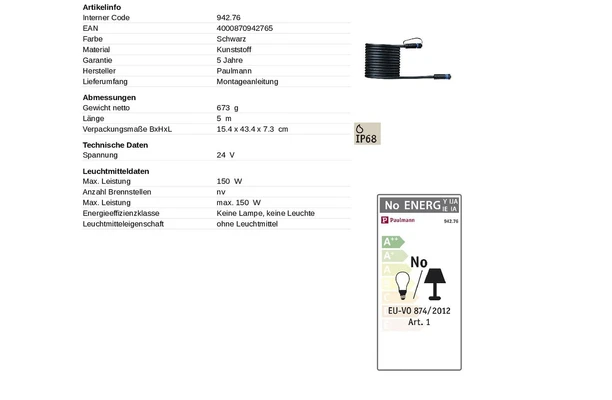 Artikelinfo
Interner Code 942.76
EAN 4000870942765
Farbe Schwarz
Material Kunststoff
Garantie 5 Jahre
Hersteller Paulmann
Lieferumfang Montageanleitung
Abmessungen
Gewicht netto 673 g
Länge 5 m
Verpackungsmaße BxHxL 15.4 x 43.4 x 7.3 cm
Technische Daten
Spannung 24 V
Leuchtmitteldaten
Max. Leistung 150 W
Anzahl Brennstellen nv
Max. Leistung max. 150 W
Energieeffizienzklasse Keine Lampe, keine Leuchte
Leuchtmitteleigenschaft ohne Leuchtmittel
IP68
No ENERG Y IJA
IE IA
Paulmann 942.76
A++
A+
A
No
EU-VO 874/2012
Art. 1